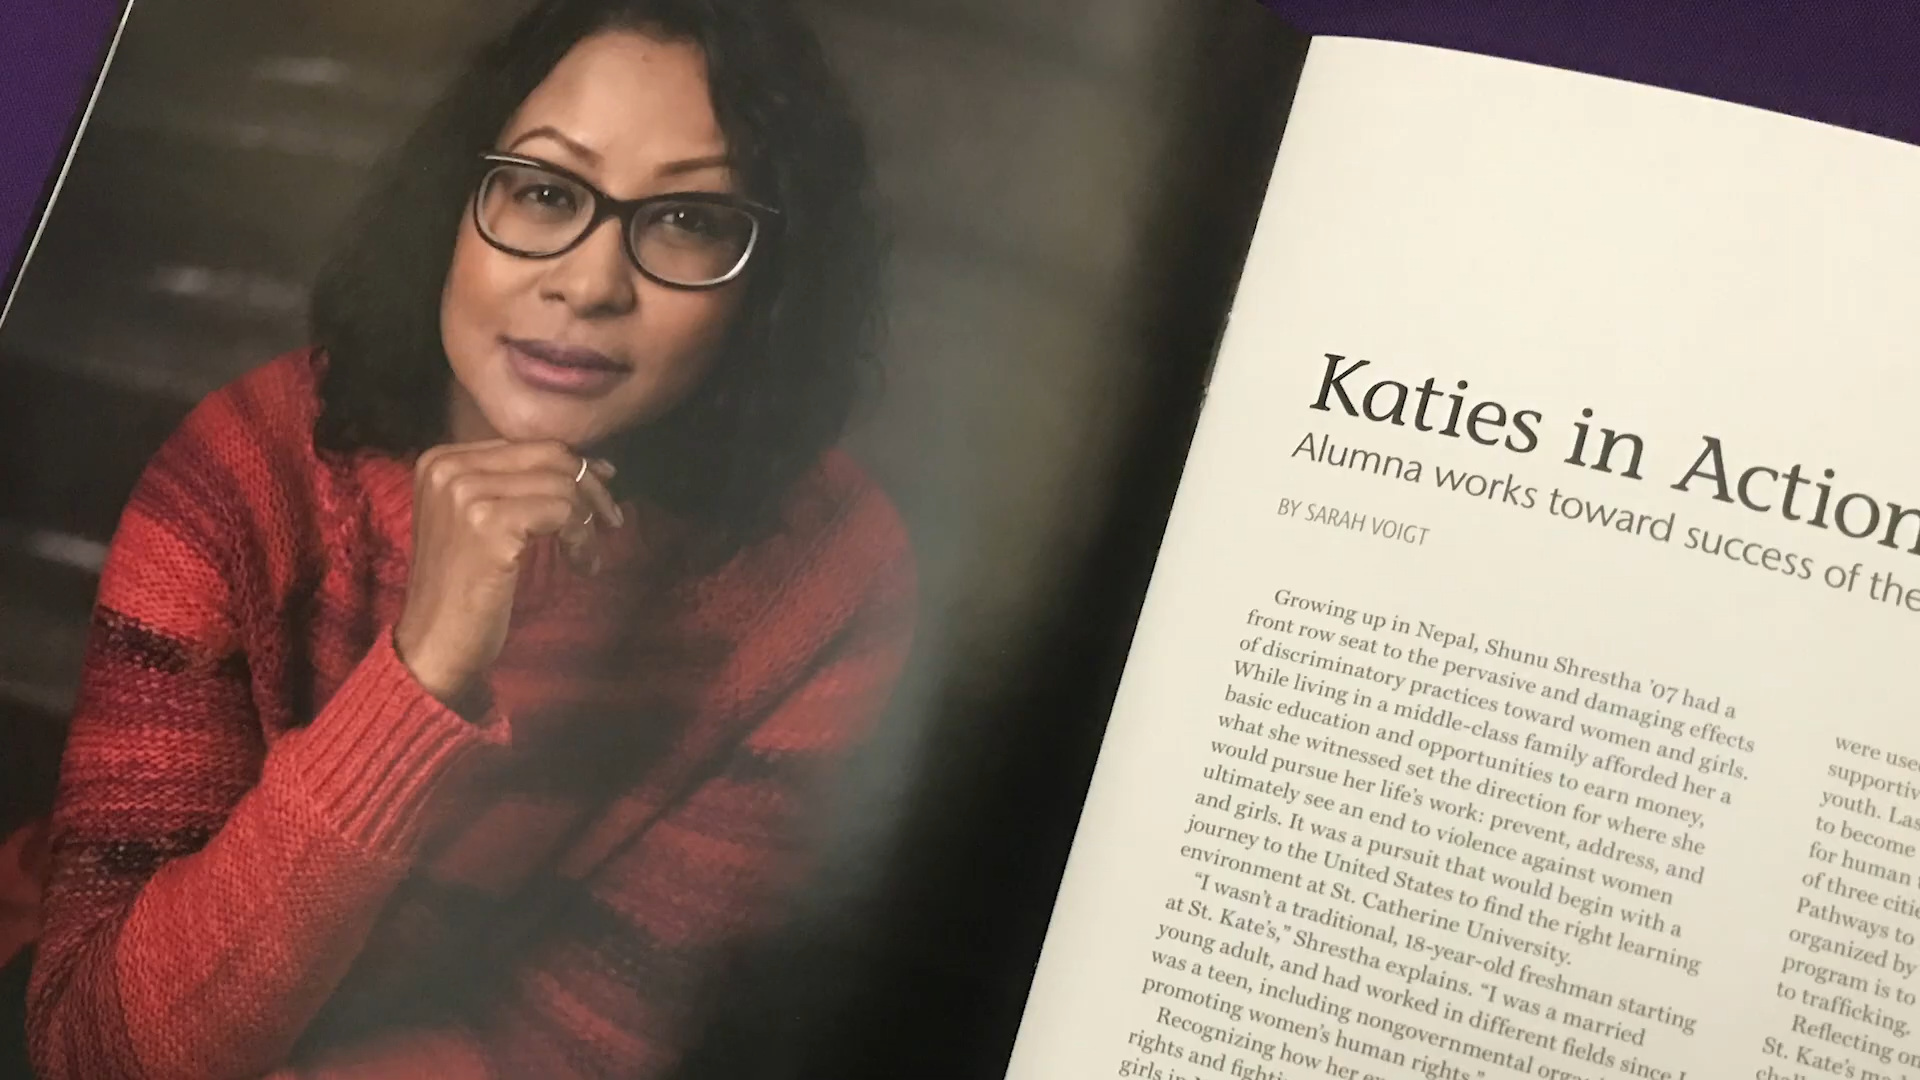 Katies in Action
Alumna works toward success of the
BY SARAH VOIGT
Growing up in Nepal, Shunu Shrestha ’07 had a
front row seat to the pervasive and damaging effects
of discriminatory practices toward women and girls.
While living in a middle-class family afforded her a
basic education and opportunities to earn money,
what she witnessed set the direction for where she
would pursue her life’s work: prevent, address, and
ultimately see an end to violence against women
and girls. It was a pursuit that would begin with a
journey to the United States to find the right learning
environment at St. Catherine University.
“I wasn’t a traditional, 18-year-old freshman starting
at St. Kate’s,” Shrestha explains. “I was a married
young adult, and had worked in different fields since I
was a teen, including nongovernmental
promoting women’s human rights.”
Recognizing how her
rights and
girls in
were
youth.
to become
for human
of three
Pathways to
organized by
program is to
to trafficking.
Reflecting on
St. Kate’s